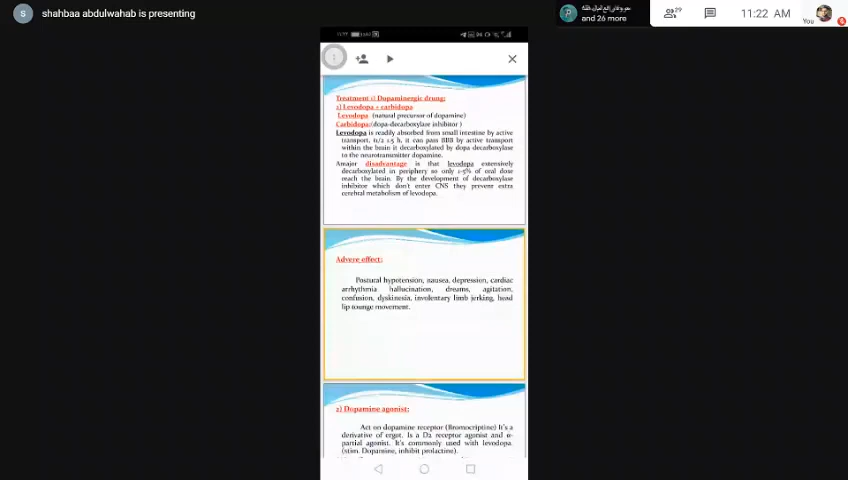 S shahbaa abdulwahab is presenting
and 26 more
29
11:22 AM
You
Treatment 1) Dopaminergic drung:
1) Levodopa + carbidopa
Levodopa (natural precursor of dopamine)
Carbidopa:(dopa-decarboxylase inhibitor )
Levodopa is readily absorbed from small intestine by active
transport, t1/2 1.5 h, it can pass BBB by active transport
within the brain it decarboxylated by dopa decarboxylase
to the neurotransmitter dopamine.
Amajor disadvantage is that levodopa extensively
decarboxylated in periphery so only 1-5% of oral dose
reach the brain. By the development of decarboxylase
inhibitor which don't enter CNS they prevent extra
cerebral metabolism of levodopa.
Advere effect:
Postural hypotension, nausea, depression, cardiac
arrhythmia hallucination, dreams, agitation,
confusion, dyskinesia, involentary limb jerking, head
lip tounge movement.
2) Dopamine agonist:
Act on dopamine receptor (Bromocriptine) It's a
derivative of ergot. Is a D2 receptor agonist and α-
partial agonist. It's commonly used with levodopa.
(stim. Dopamine, inhibit prolactine).